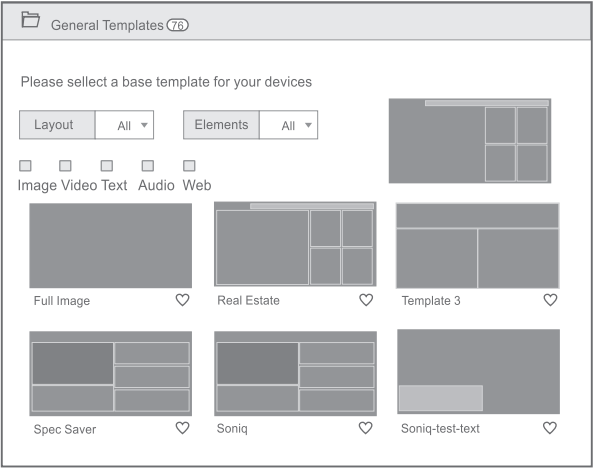 General Templates 76
Please sellect a base template for your devices
Layout All Elements All
Image Video Text Audio Web
Full Image Real Estate Template 3
Spec Saver Soniq Soniq-test-text